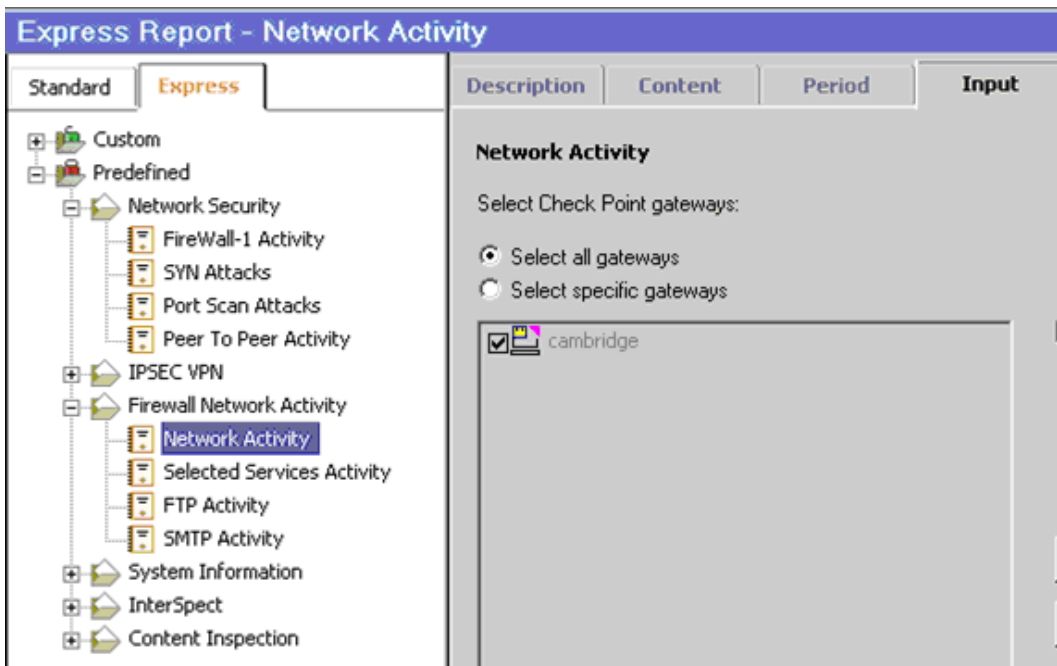 Express Report - Network Activity
Standard
Express
Custom
Predefined
Network Security
FireWall-1 Activity
SYN Attacks
Port Scan Attacks
Peer To Peer Activity
IPSEC VPN
Firewall Network Activity
Network Activity
Selected Services Activity
FTP Activity
SMTP Activity
System Information
InterSpect
Content Inspection
Description
Content
Period
Input
Network Activity
Select Check Point gateways:
Select all gateways
Select specific gateways
cambridge